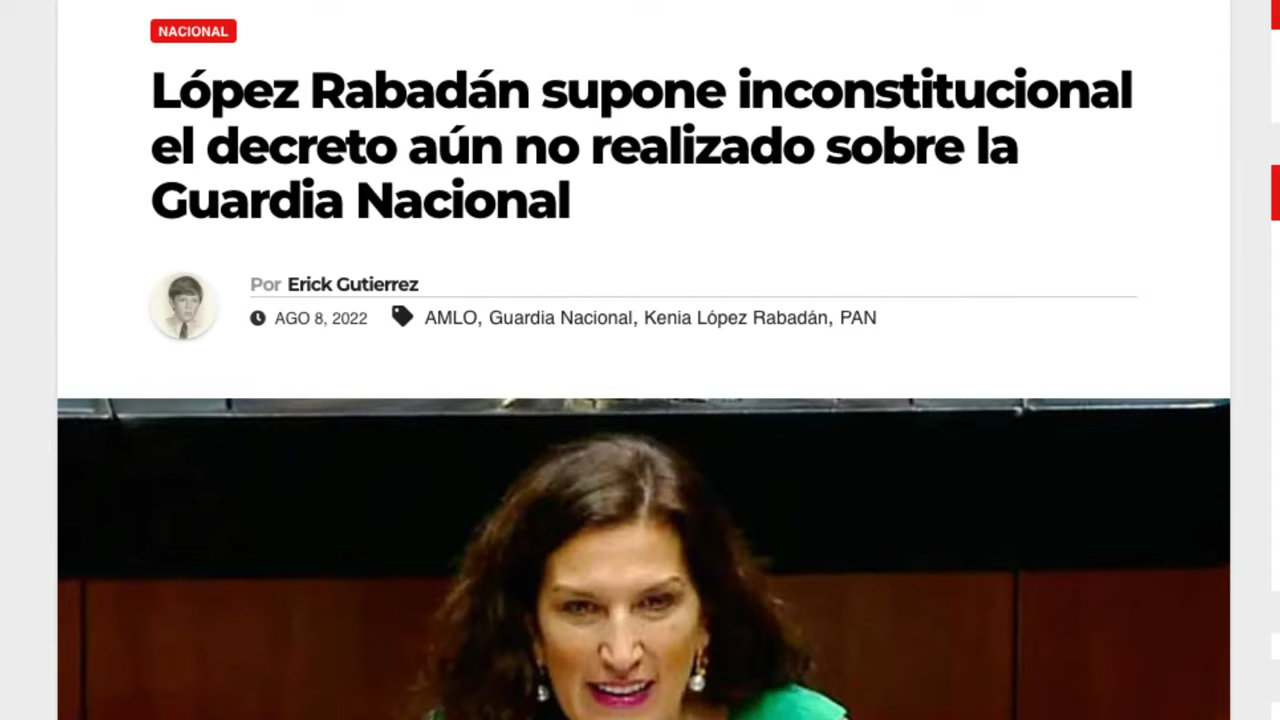 NACIONAL
López Rabadán supone inconstitucional
el decreto aún no realizado sobre la
Guardia Nacional
Por Erick Gutierrez
AGO 8, 2022 AMLO, Guardia Nacional, Kenia López Rabadán, PAN